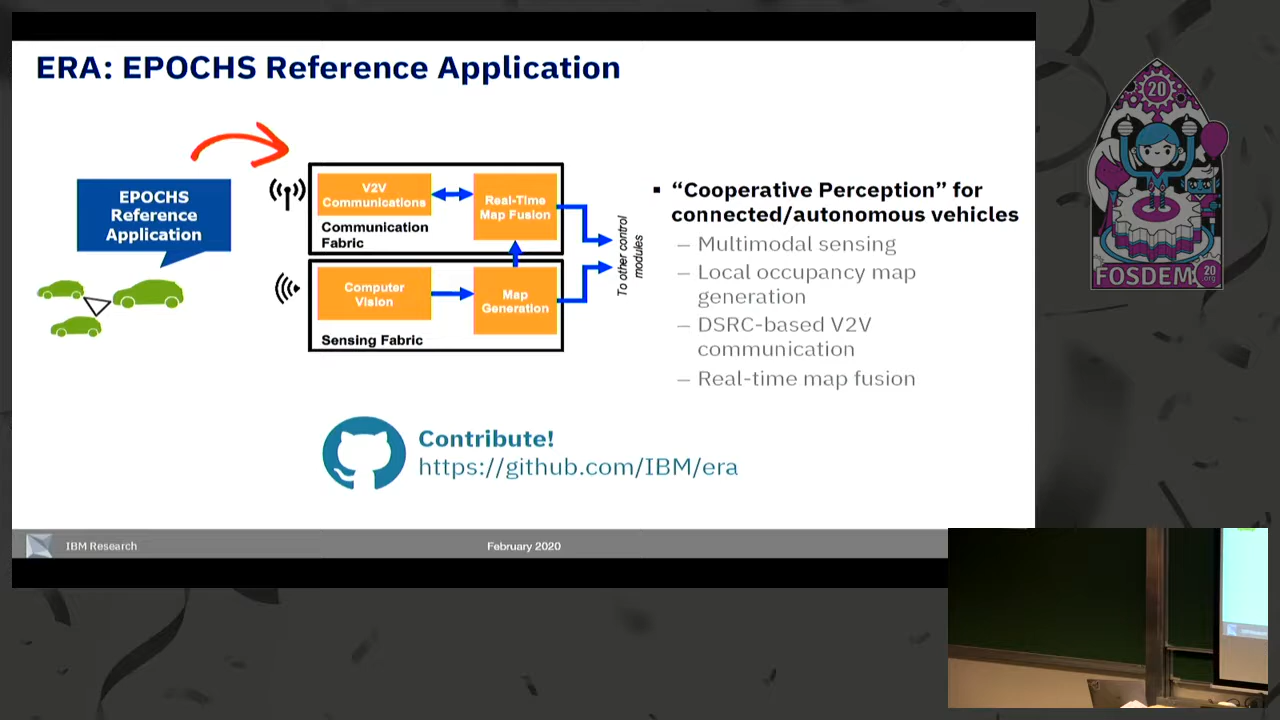 ERA: EPOCHS Reference Application
EPOCHS
Reference
Application
V2V
Communications
Real-Time
Map Fusion
Communication
Fabric
Computer
Vision
Map
Generation
Sensing Fabric
To other control
modules
▪ “Cooperative Perception” for
connected/autonomous vehicles
– Multimodal sensing
– Local occupancy map
generation
– DSRC-based V2V
communication
– Real-time map fusion
Contribute!
https://github.com/IBM/era
IBM Research
February 2020
20
FOSDEM
20
.org